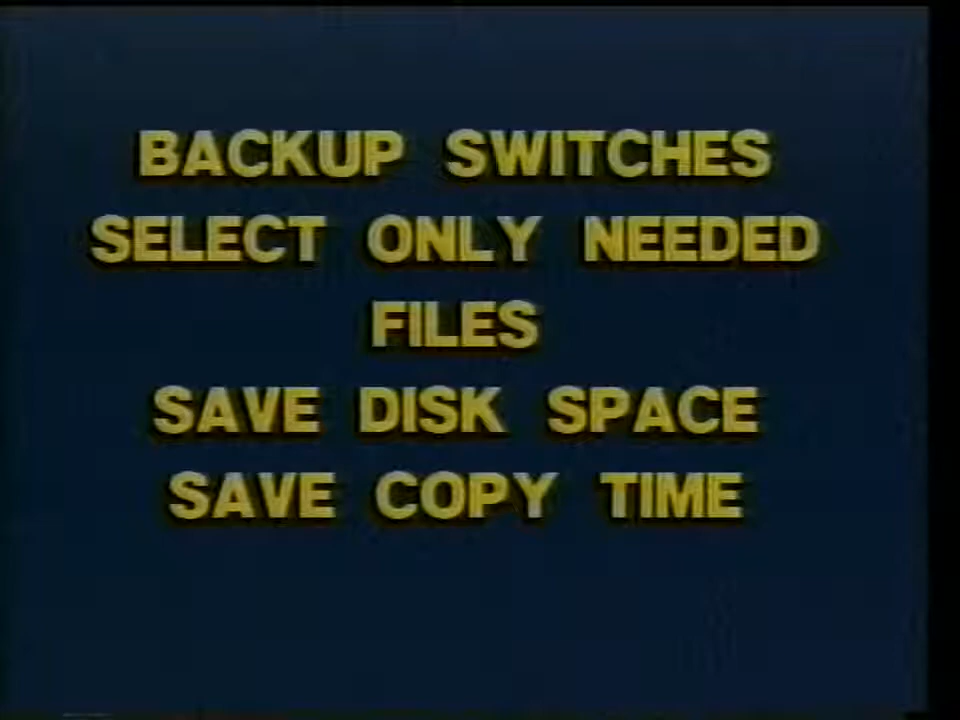 BACKUP SWITCHES
SELECT ONLY NEEDED
FILES
SAVE DISK SPACE
SAVE COPY TIME